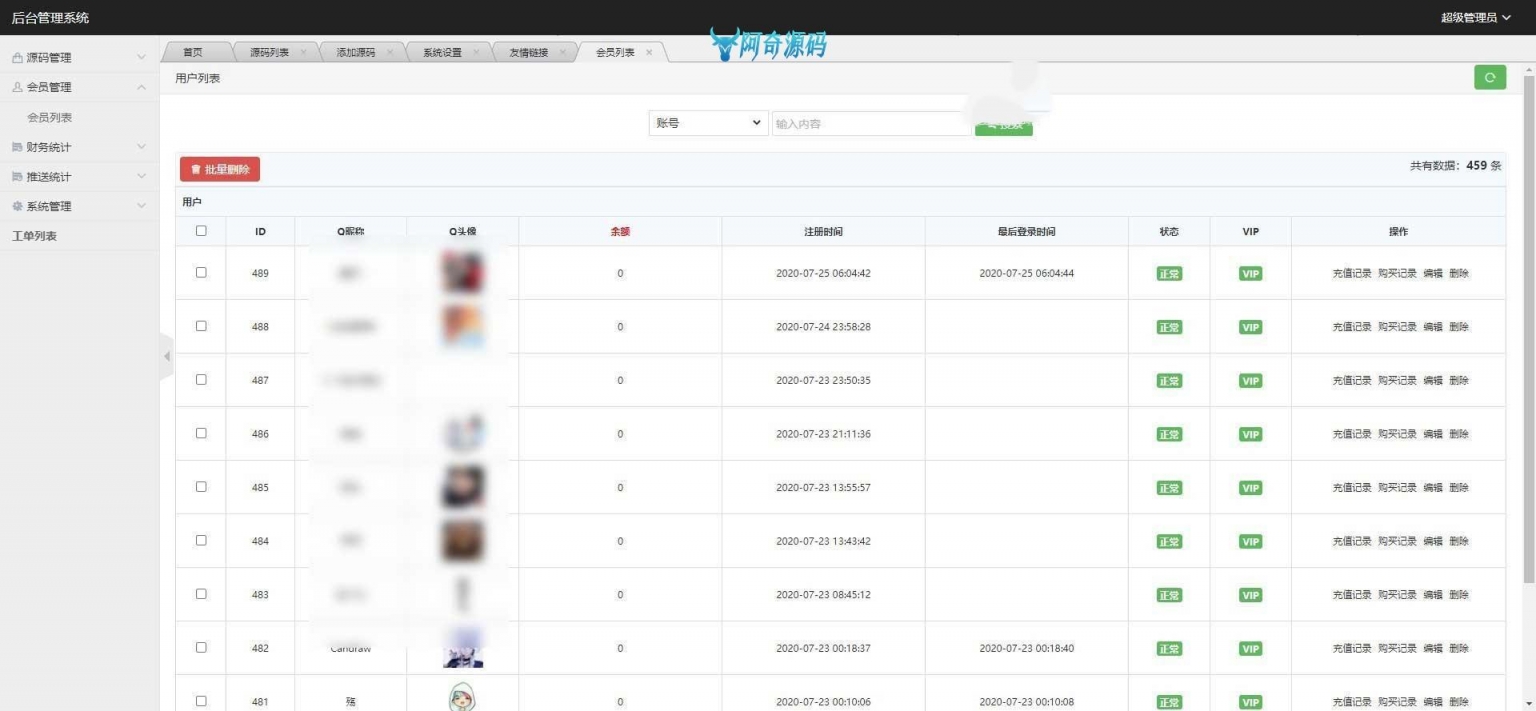 后台管理系统
超级管理员
源码管理
会员管理
会员列表
财务统计
推送统计
系统管理
工单列表
首页 源码列表 × 添加源码 × 系统设置 × 友情链接 × 会员列表 ×
阿奇源码
用户列表
账号 输入内容
批量删除 共有数据：459 条
用户
ID Q昵称 Q头像 余额 注册时间 最后登录时间 状态 VIP 操作
489 0 2020-07-25 06:04:42 2020-07-25 06:04:44 正常 VIP 充值记录 购买记录 编辑 删除
488 0 2020-07-24 23:58:28 正常 VIP 充值记录 购买记录 编辑 删除
487 0 2020-07-23 23:50:35 正常 VIP 充值记录 购买记录 编辑 删除
486 0 2020-07-23 21:11:36 正常 VIP 充值记录 购买记录 编辑 删除
485 0 2020-07-23 13:55:57 正常 VIP 充值记录 购买记录 编辑 删除
484 0 2020-07-23 13:43:42 正常 VIP 充值记录 购买记录 编辑 删除
483 0 2020-07-23 08:45:12 正常 VIP 充值记录 购买记录 编辑 删除
482 Candraw 0 2020-07-23 00:18:37 2020-07-23 00:18:40 正常 VIP 充值记录 购买记录 编辑 删除
481 0 2020-07-23 00:10:06 2020-07-23 00:10:08 正常 VIP 充值记录 购买记录 编辑 删除